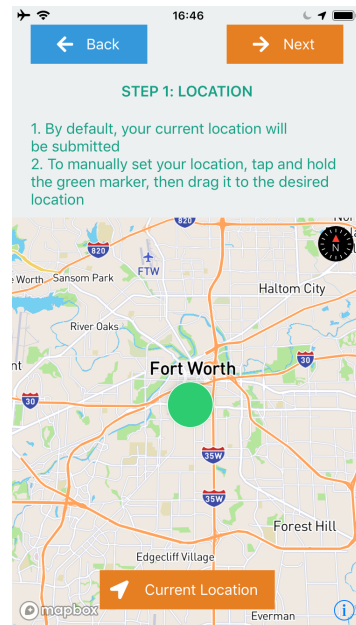 16:46
Back
Next
STEP 1: LOCATION
1. By default, your current location will
be submitted
2. To manually set your location, tap and hold
the green marker, then drag it to the desired
location
820
820
N
FTW
Worth
Sansom Park
Haltom City
River Oaks
nt
Fort Worth
30
30
35W
35W
Forest Hill
Edgecliff Village
Current Location
mapbox
i
Everman